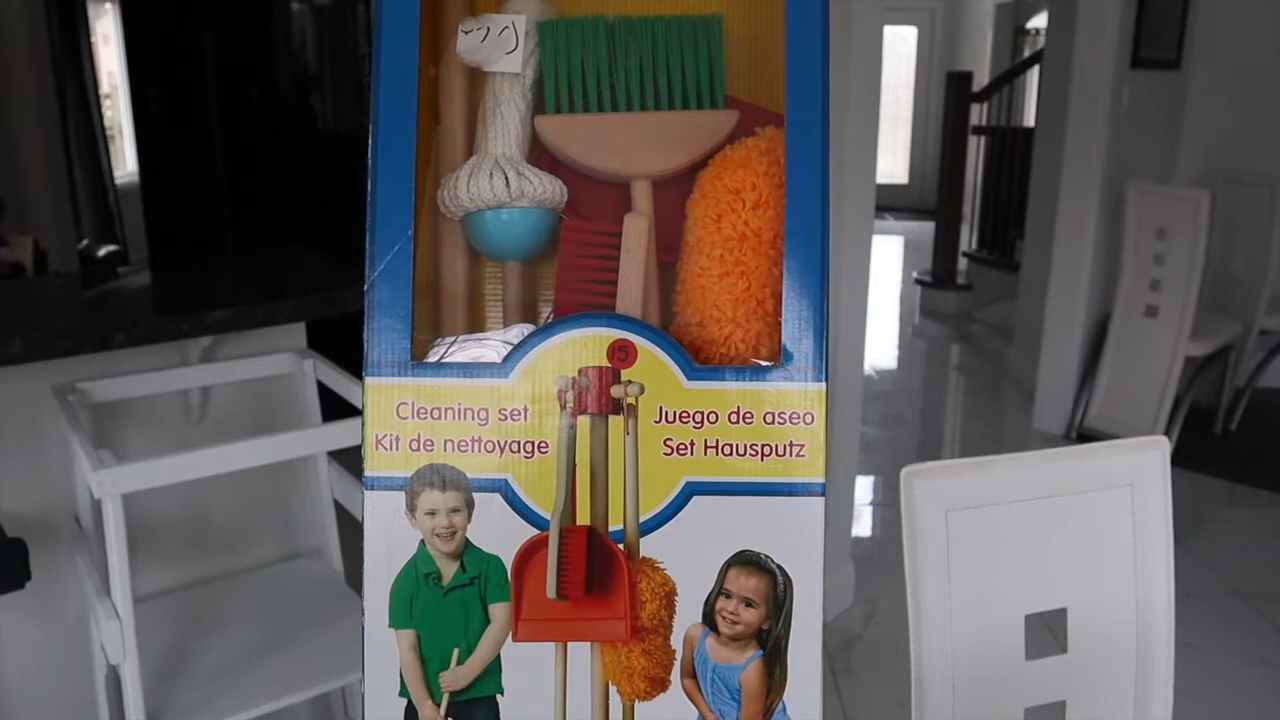 15
Cleaning set
Kit de nettoyage
Juego de aseo
Set Hausputz